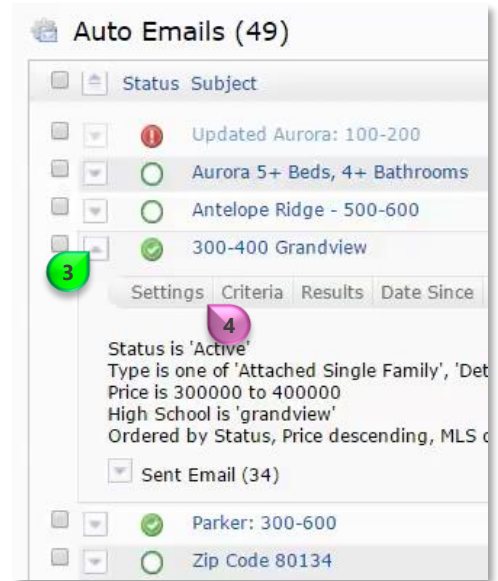 Auto Emails (49)
Status Subject
Updated Aurora: 100-200
Aurora 5+ Beds, 4+ Bathrooms
Antelope Ridge - 500-600
300-400 Grandview
3
Settings Criteria Results Date Since
4
Status is 'Active'
Type is one of 'Attached Single Family', 'Det
Price is 300000 to 400000
High School is 'grandview'
Ordered by Status, Price descending, MLS
Sent Email (34)
Parker: 300-600
Zip Code 80134